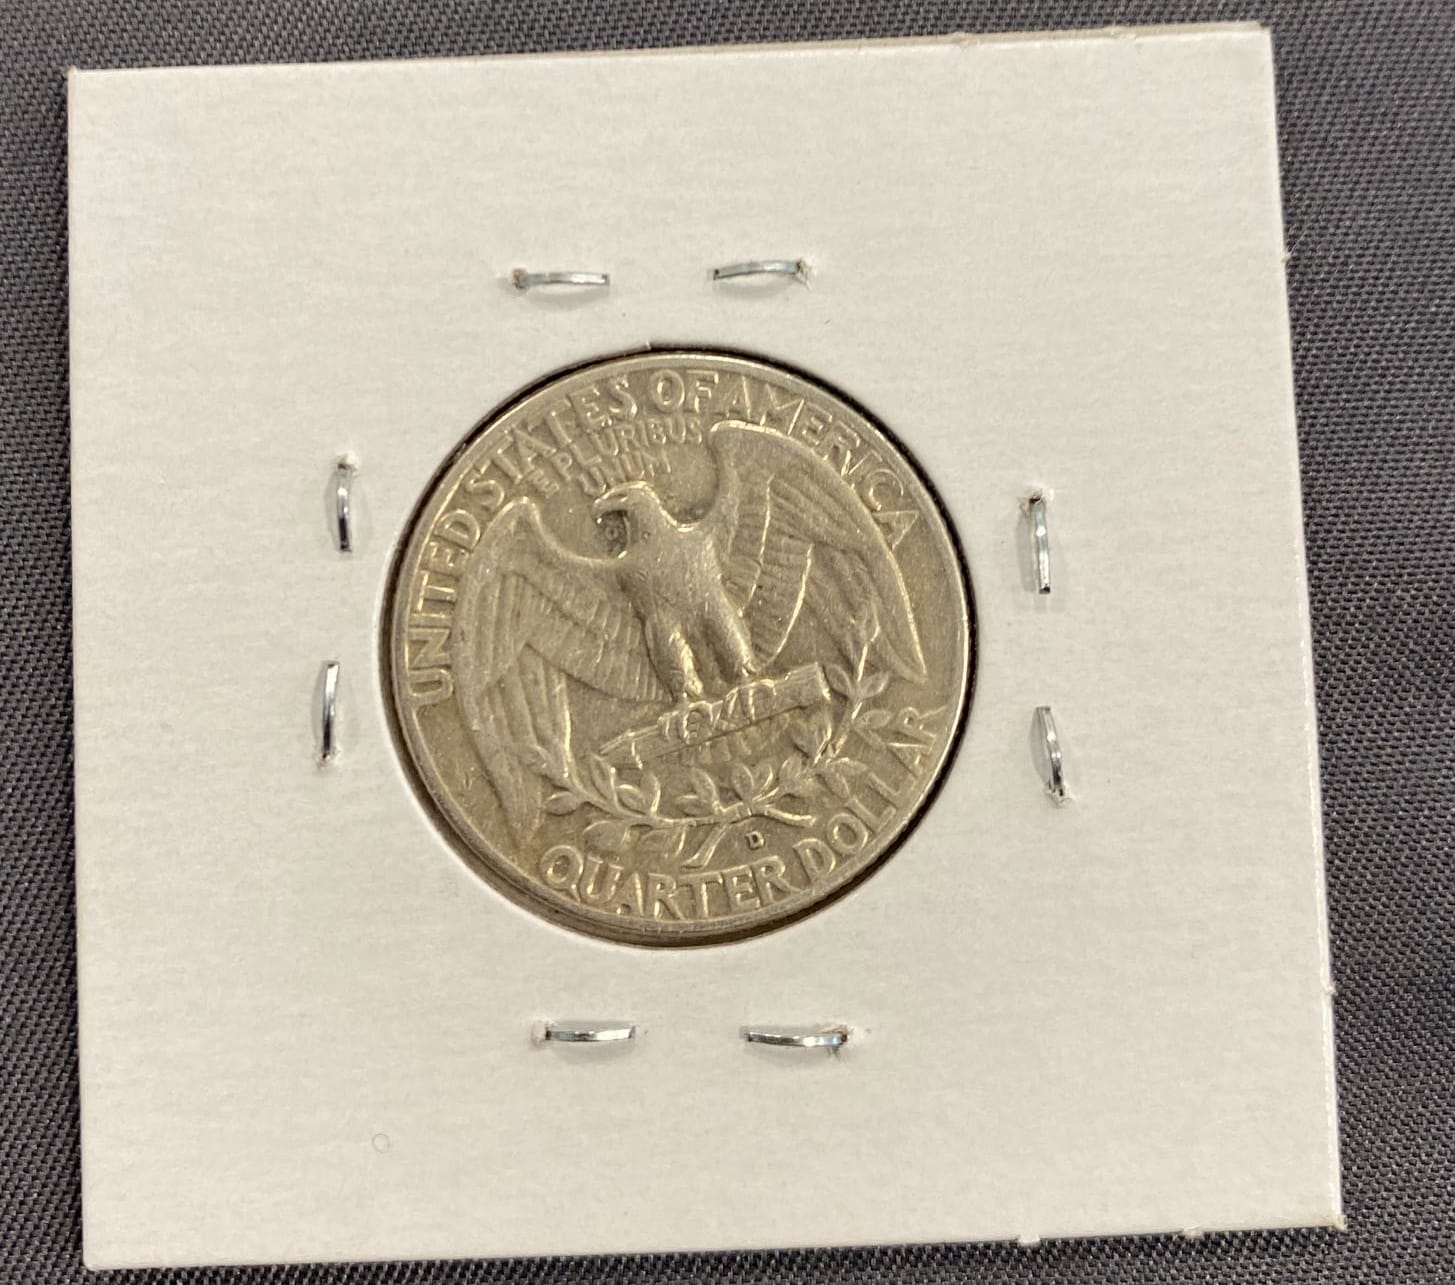 UNITED STATES OF AMERICA
E PLURIBUS
UNUM
D
QUARTER DOLLAR